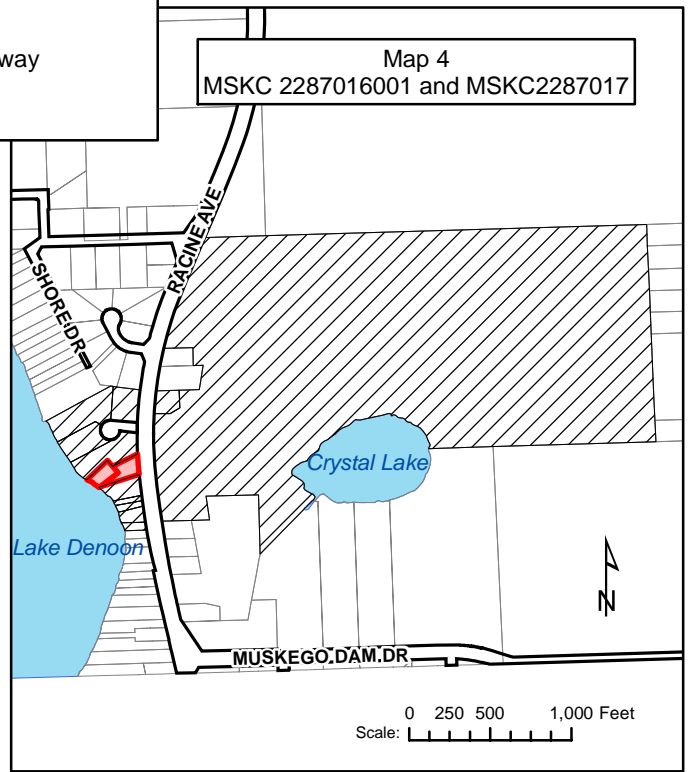 way
Map 4
MSKC 2287016001 and MSKC2287017
RACINE AVE
SHORE DR
Crystal Lake
Lake Denoon
N
MUSKEGO DAM DR
0 250 500 1,000 Feet
Scale: